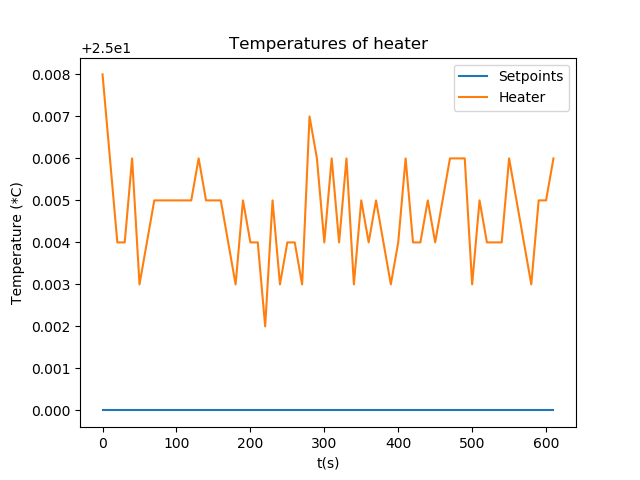 Temperatures of heater
+2.5e1
Setpoints
Heater
0.008
0.007
0.006
0.005
0.004
0.003
0.002
0.001
0.000
Temperature (*C)
0 100 200 300 400 500 600
t(s)